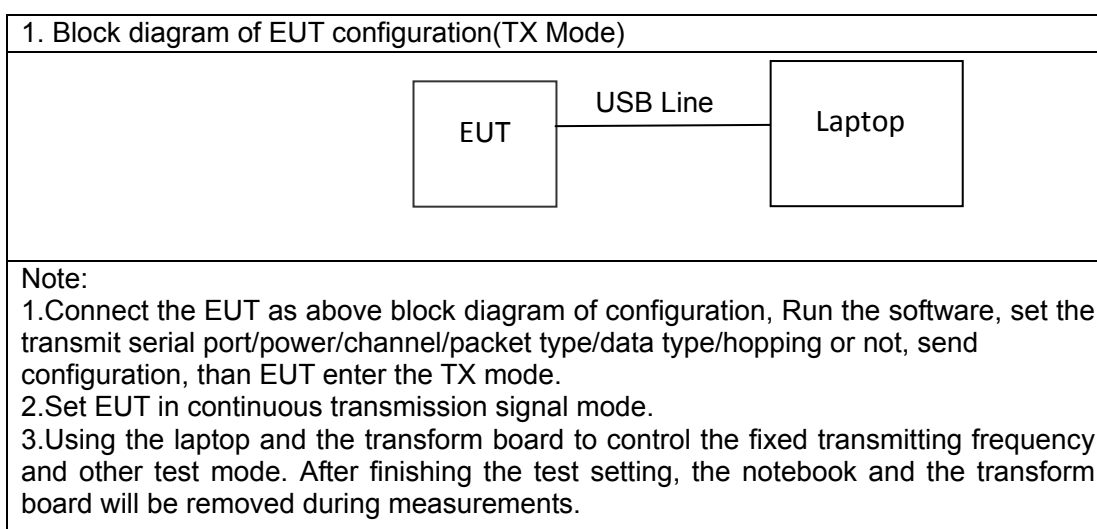 1. Block diagram of EUT configuration(TX Mode)
USB Line
EUT
Laptop
Note:
1.Connect the EUT as above block diagram of configuration, Run the software, set the
transmit serial port/power/channel/packet type/data type/hopping or not, send
configuration, than EUT enter the TX mode.
2.Set EUT in continuous transmission signal mode.
3.Using the laptop and the transform board to control the fixed transmitting frequency
and other test mode. After finishing the test setting, the notebook and the transform
board will be removed during measurements.